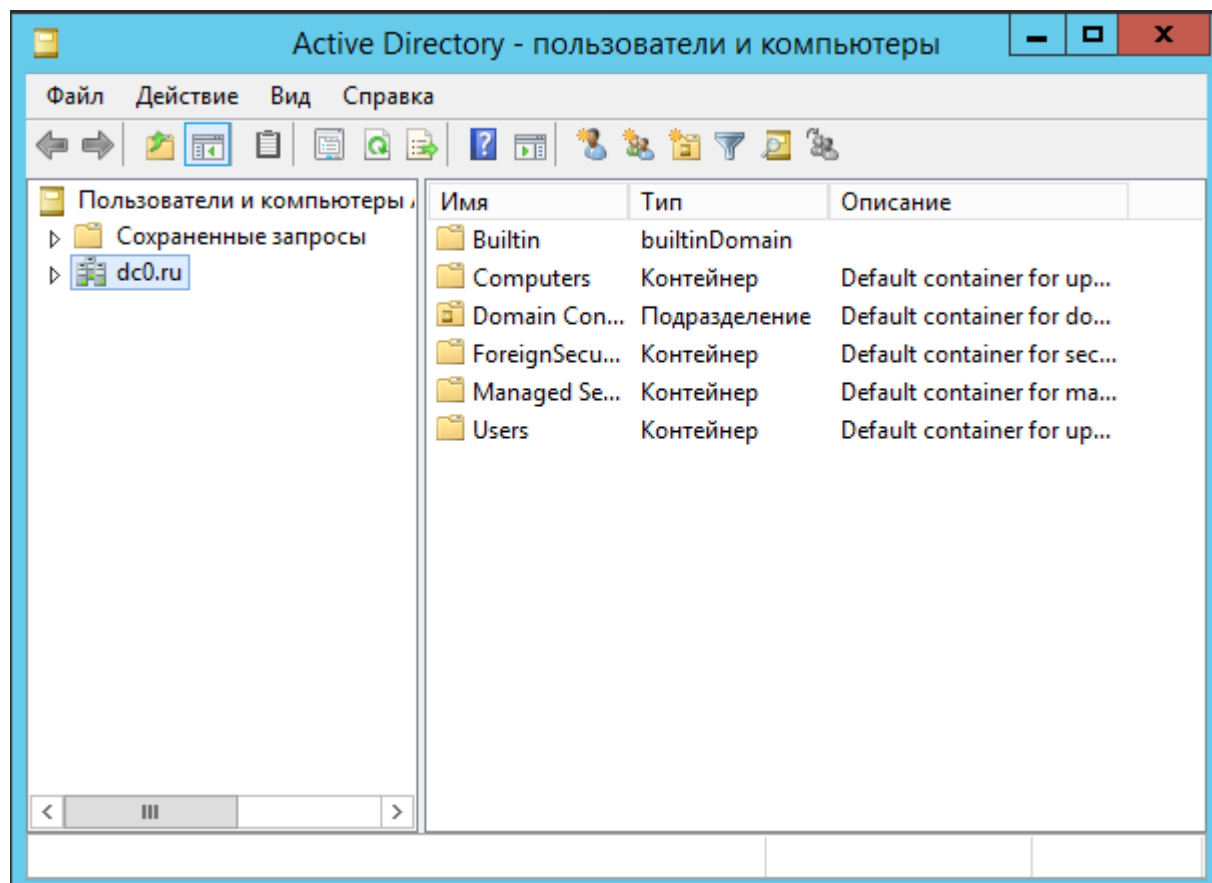 Active Directory - пользователи и компьютеры
Файл Действие Вид Справка
Пользователи и компьютеры
Сохраненные запросы
dc0.ru
Имя Тип Описание
Builtin builtinDomain
Computers Контейнер Default container for up...
Domain Con... Подразделение Default container for do...
ForeignSecu... Контейнер Default container for sec...
Managed Se... Контейнер Default container for ma...
Users Контейнер Default container for up...